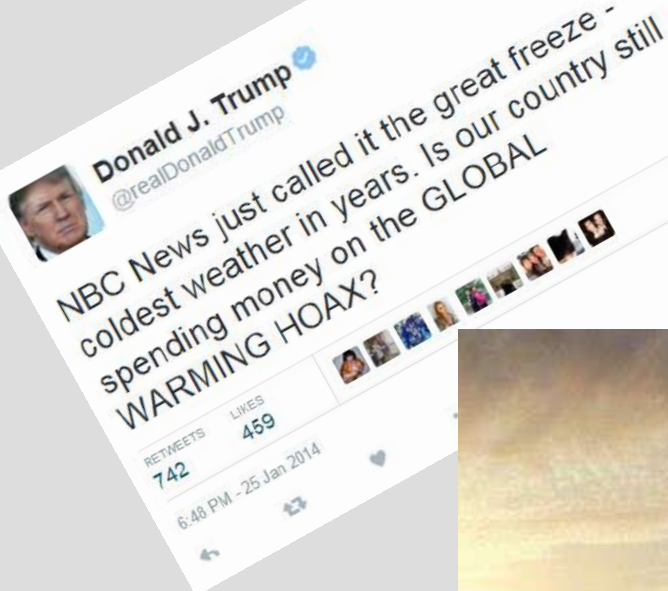 Donald J. Trump
@realDonaldTrump
NBC News just called it the great freeze -
coldest weather in years. Is our country still
spending money on the GLOBAL
WARMING HOAX?
RETWEETS LIKES
742 459
6:48 PM - 25 Jan 2014